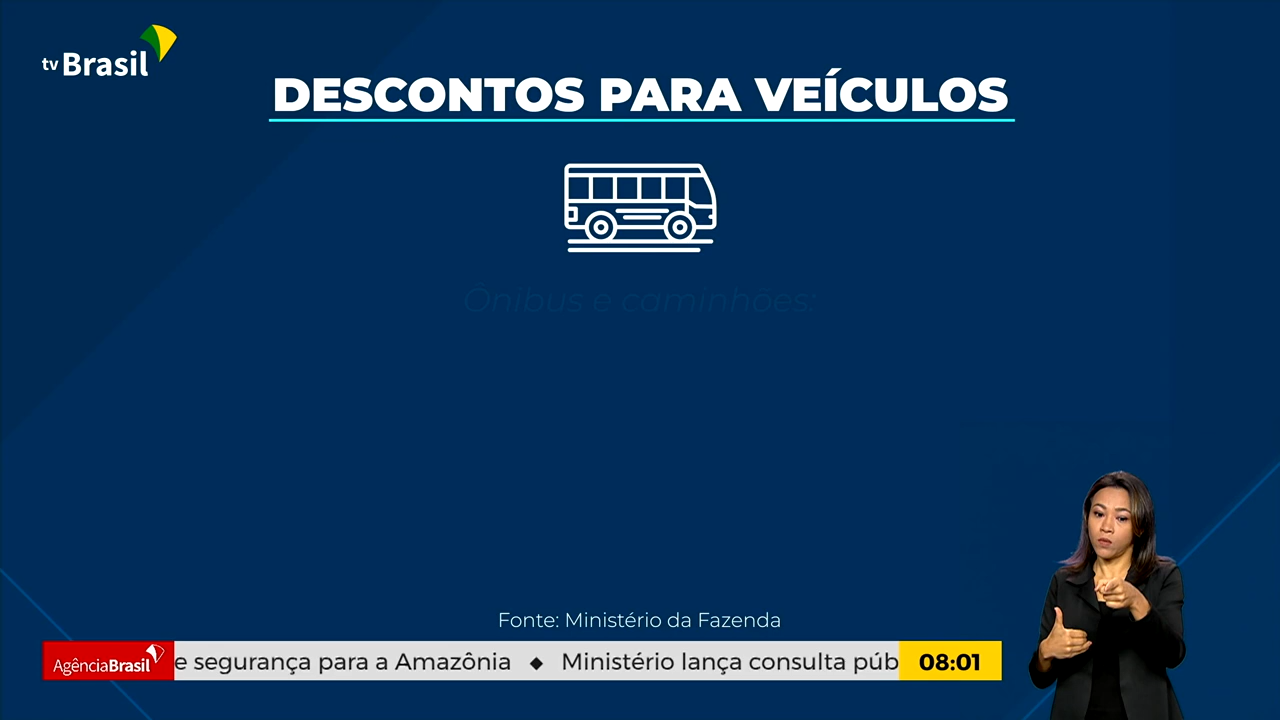 tv Brasil
DESCONTOS PARA VEÍCULOS
Ônibus e caminhões:
Fonte: Ministério da Fazenda
AgênciaBrasil e segurança para a Amazônia ◆ Ministério lança consulta púb 08:01